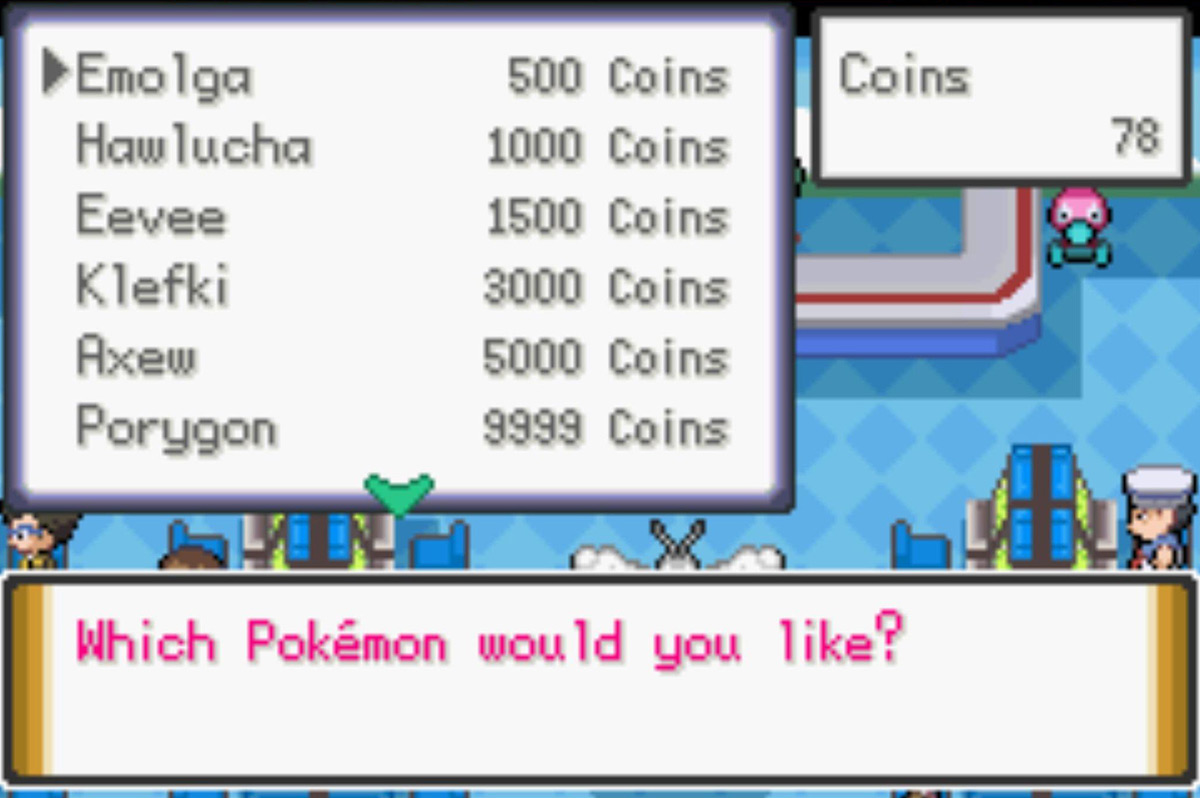 Emolga 500 Coins
Hawlucha 1000 Coins
Eevee 1500 Coins
Klefki 3000 Coins
Axew 5000 Coins
Porygon 9999 Coins
Coins
78
Which Pokémon would you like?